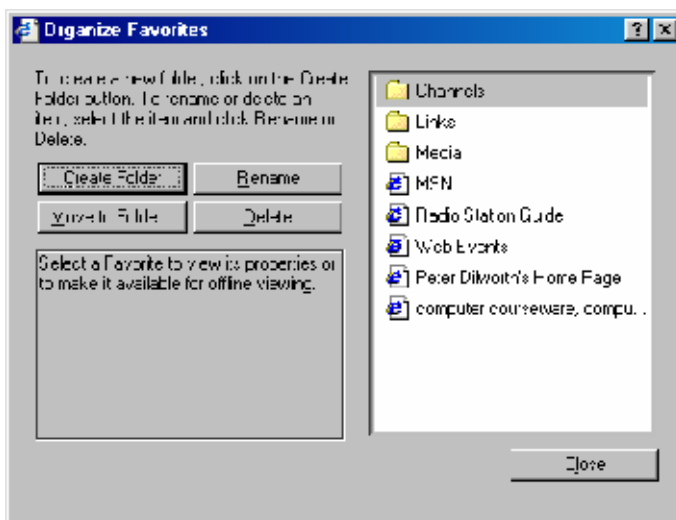 Organize Favorites
To create a new folder, click on the Create
Folder button. To rename or delete an
item, select the item and click Rename or
Delete.
Create Folder
Rename
Move to Folder
Delete
Select a Favorite to view its properties or
to make it available for offline viewing.
Channels
Links
Media
MSN
Radio Station Guide
Web Events
Peter Dilworth's Home Page
computer courseware, compu...
Close